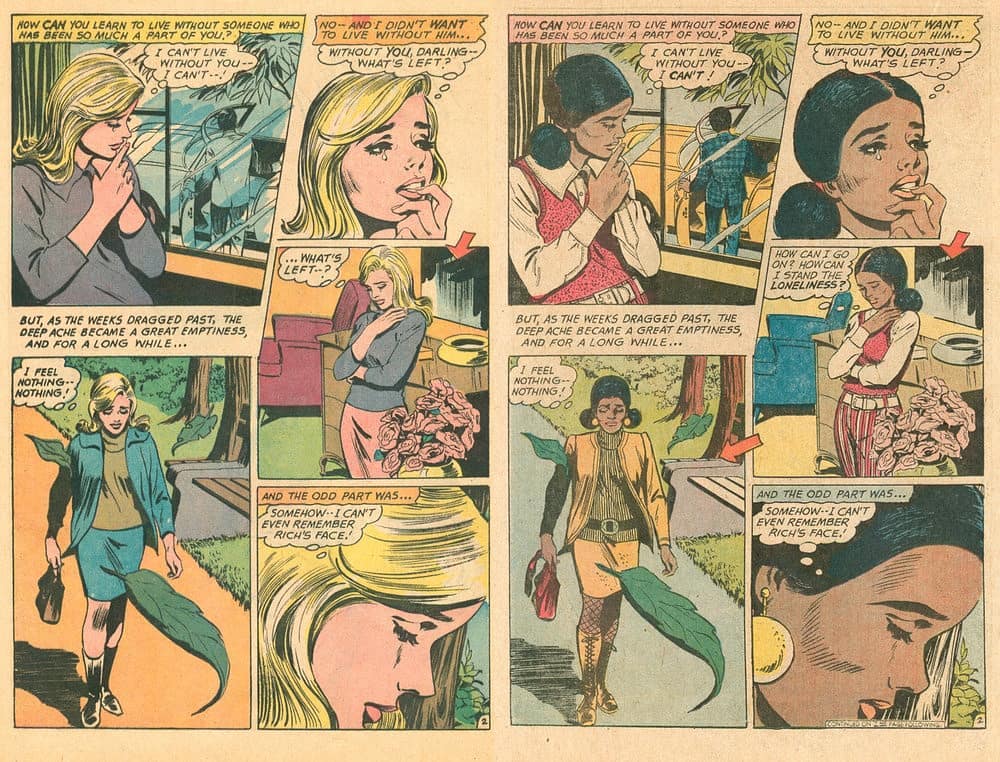 HOW CAN YOU LEARN TO LIVE WITHOUT SOMEONE WHO
HAS BEEN SO MUCH A PART OF YOU?
I CAN'T LIVE
WITHOUT YOU--
I CAN'T--!
NO--AND I DIDN'T WANT
TO LIVE WITHOUT HIM...
WITHOUT YOU, DARLING--
WHAT'S LEFT?
...WHAT'S
LEFT--?
BUT, AS THE WEEKS DRAGGED PAST, THE
DEEP ACHE BECAME A GREAT EMPTINESS,
AND FOR A LONG WHILE...
I FEEL
NOTHING--
NOTHING!
AND THE ODD PART WAS...
SOMEHOW--I CAN'T
EVEN REMEMBER
RICH'S FACE!
2
HOW CAN YOU LEARN TO LIVE WITHOUT SOMEONE WHO
HAS BEEN SO MUCH A PART OF YOU?
I CAN'T LIVE
WITHOUT YOU--
I CAN'T!
NO--AND I DIDN'T WANT
TO LIVE WITHOUT HIM...
WITHOUT YOU, DARLING--
WHAT'S LEFT?
HOW CAN I GO
ON? HOW CAN
I STAND THE
LONELINESS?
BUT, AS THE WEEKS DRAGGED PAST, THE
DEEP ACHE BECAME A GREAT EMPTINESS,
AND FOR A LONG WHILE...
I FEEL
NOTHING--
NOTHING!
AND THE ODD PART WAS...
SOMEHOW--I CAN'T
EVEN REMEMBER
RICH'S FACE!
CONTINUED ON 2ND PAGE FOLLOWING
2